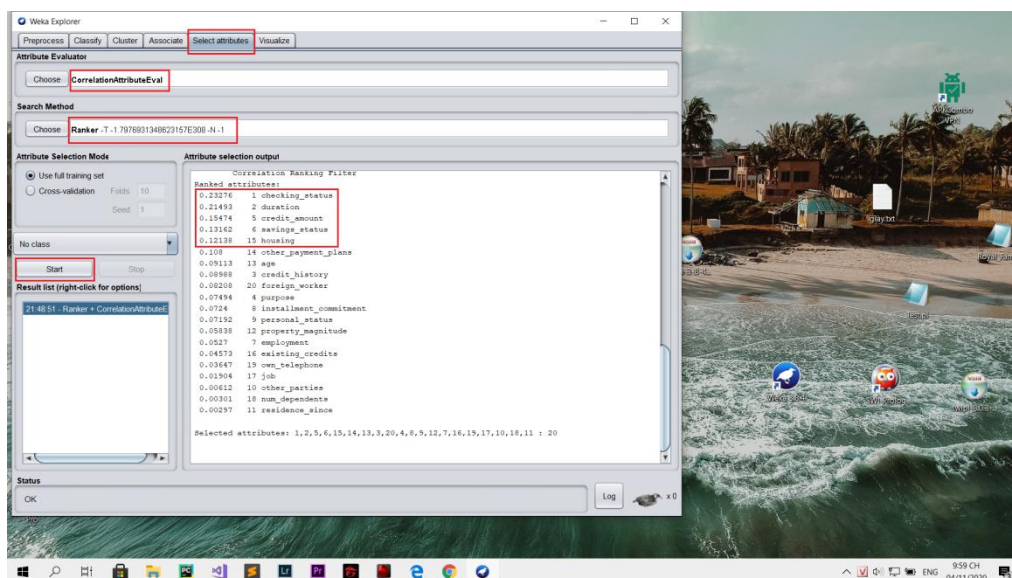 Weka Explorer
Preprocess Classify Cluster Associate Select attributes Visualize
Attribute Evaluator
Choose CorrelationAttributeEval
Search Method
Choose Ranker -T -1.7976931348623157E308 -N -1
Attribute Selection Mode
Use full training set
Cross-validation Folds 10
Seed 1
No class
Start Stop
Result list (right-click for options)
21:48:51 - Ranker + CorrelationAttributeE
Attribute selection output
Correlation Ranking Filter
Ranked attributes:
0.23276 1 checking_status
0.21493 2 duration
0.15474 5 credit_amount
0.13162 6 savings_status
0.12138 15 housing
0.108 14 other_payment_plans
0.09113 13 age
0.08988 3 credit_history
0.08208 20 foreign_worker
0.07494 4 purpose
0.0724 8 installment_commitment
0.07192 9 personal_status
0.05838 12 property_magnitude
0.0527 7 employment
0.04573 16 existing_credits
0.03647 19 own_telephone
0.01904 17 job
0.00612 10 other_parties
0.00301 18 num_dependents
0.00297 11 residence_since
Selected attributes: 1,2,5,6,15,14,13,3,20,4,8,9,12,7,16,19,17,10,18,11 : 20
Status
OK
Log x 0
VPN
giay.txt
test.pl
Pro
ENG
9:59 CH
04/11/2020